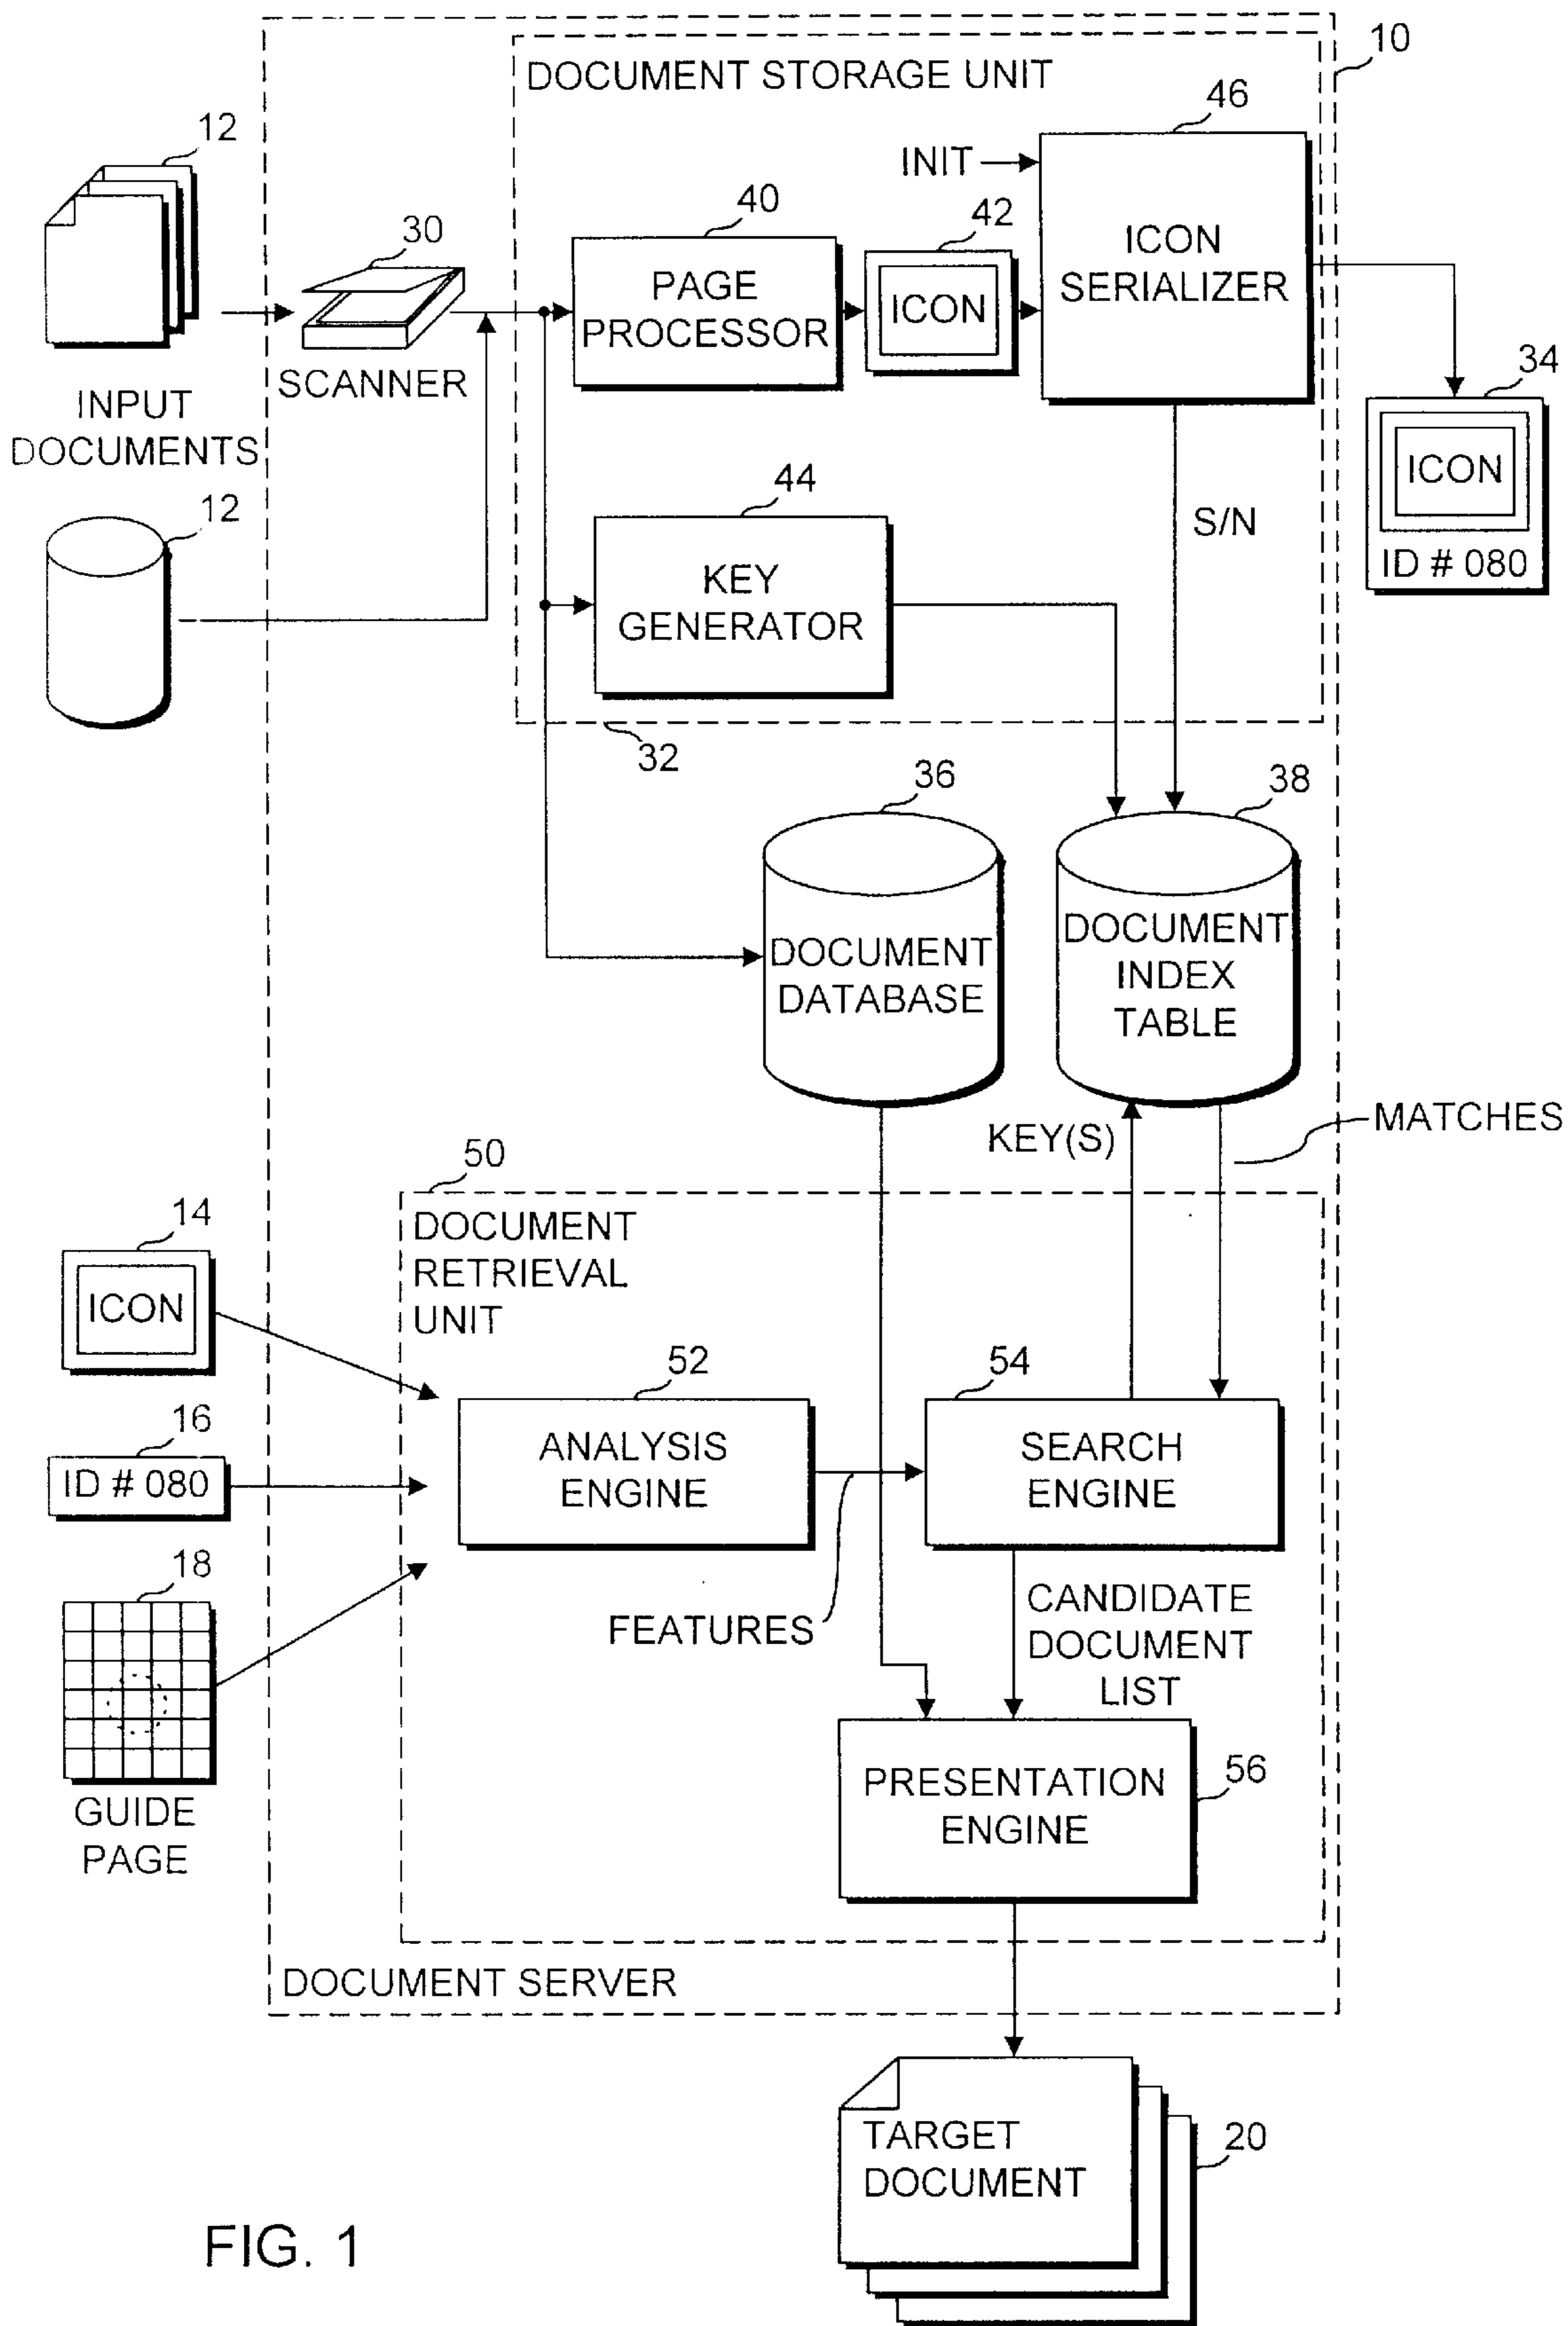 10
DOCUMENT STORAGE UNIT
46
12
INIT
40
42
30
ICON
SERIALIZER
PAGE
PROCESSOR
ICON
34
SCANNER
INPUT
DOCUMENTS
ICON
ID # 080
44
12
S/N
KEY
GENERATOR
32
36
38
DOCUMENT
DATABASE
DOCUMENT
INDEX
TABLE
KEY(S)
MATCHES
50
DOCUMENT
RETRIEVAL
UNIT
14
ICON
52
54
16
ID # 080
ANALYSIS
ENGINE
SEARCH
ENGINE
18
FEATURES
CANDIDATE
DOCUMENT
LIST
GUIDE
PAGE
PRESENTATION
ENGINE
56
DOCUMENT SERVER
TARGET
DOCUMENT
20
FIG. 1